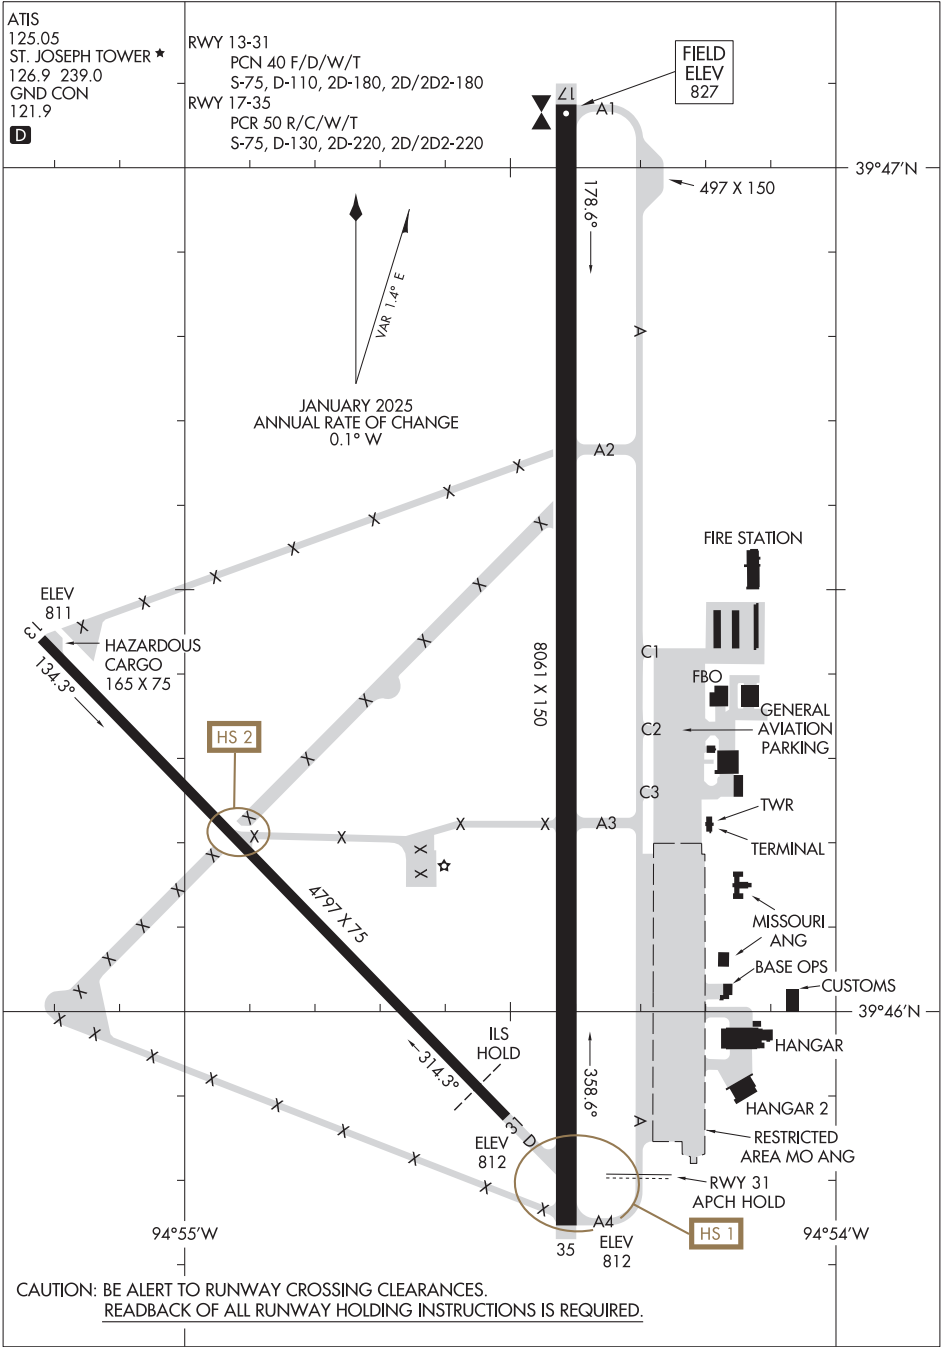 ATIS
125.05
ST. JOSEPH TOWER ★
126.9 239.0
GND CON
121.9
D
RWY 13-31
PCN 40 F/D/W/T
S-75, D-110, 2D-180, 2D/2D2-180
RWY 17-35
PCR 50 R/C/W/T
S-75, D-130, 2D-220, 2D/2D2-220
FIELD
ELEV
827
17
A1
39°47'N
497 X 150
178.6°
VAR 1.4° E
A
JANUARY 2025
ANNUAL RATE OF CHANGE
0.1° W
A2
X
X
X
X
X
X
X
X
X
X
X
X
X
FIRE STATION
ELEV
811
13
HAZARDOUS
CARGO
165 X 75
134.3°
8061 X 150
C1
FBO
GENERAL
AVIATION
PARKING
C2
HS 2
C3
TWR
TERMINAL
X
X
X
X
A3
X
X
X
X
X
X
X
4797 X 75
MISSOURI
ANG
BASE OPS
CUSTOMS
39°46'N
X
X
X
X
X
X
X
X
X
ILS
HOLD
314.3°
358.6°
HANGAR
HANGAR 2
A
31
D
ELEV
812
RESTRICTED
AREA MO ANG
RWY 31
APCH HOLD
A4
HS 1
35
ELEV
812
94°55'W
94°54'W
CAUTION: BE ALERT TO RUNWAY CROSSING CLEARANCES.
READBACK OF ALL RUNWAY HOLDING INSTRUCTIONS IS REQUIRED.